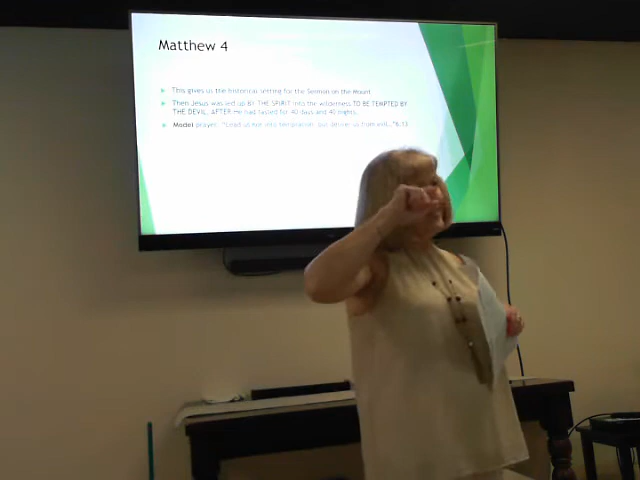 Matthew 4
This gives us the historical setting for the Sermon on the Mount
Then Jesus was led up BY THE SPIRIT into the wilderness TO BE TEMPTED BY
THE DEVIL, AFTER He had fasted for 40 days and 40 nights.
Model prayer: "Lead us not into temptation, but deliver us from evil..."6:13